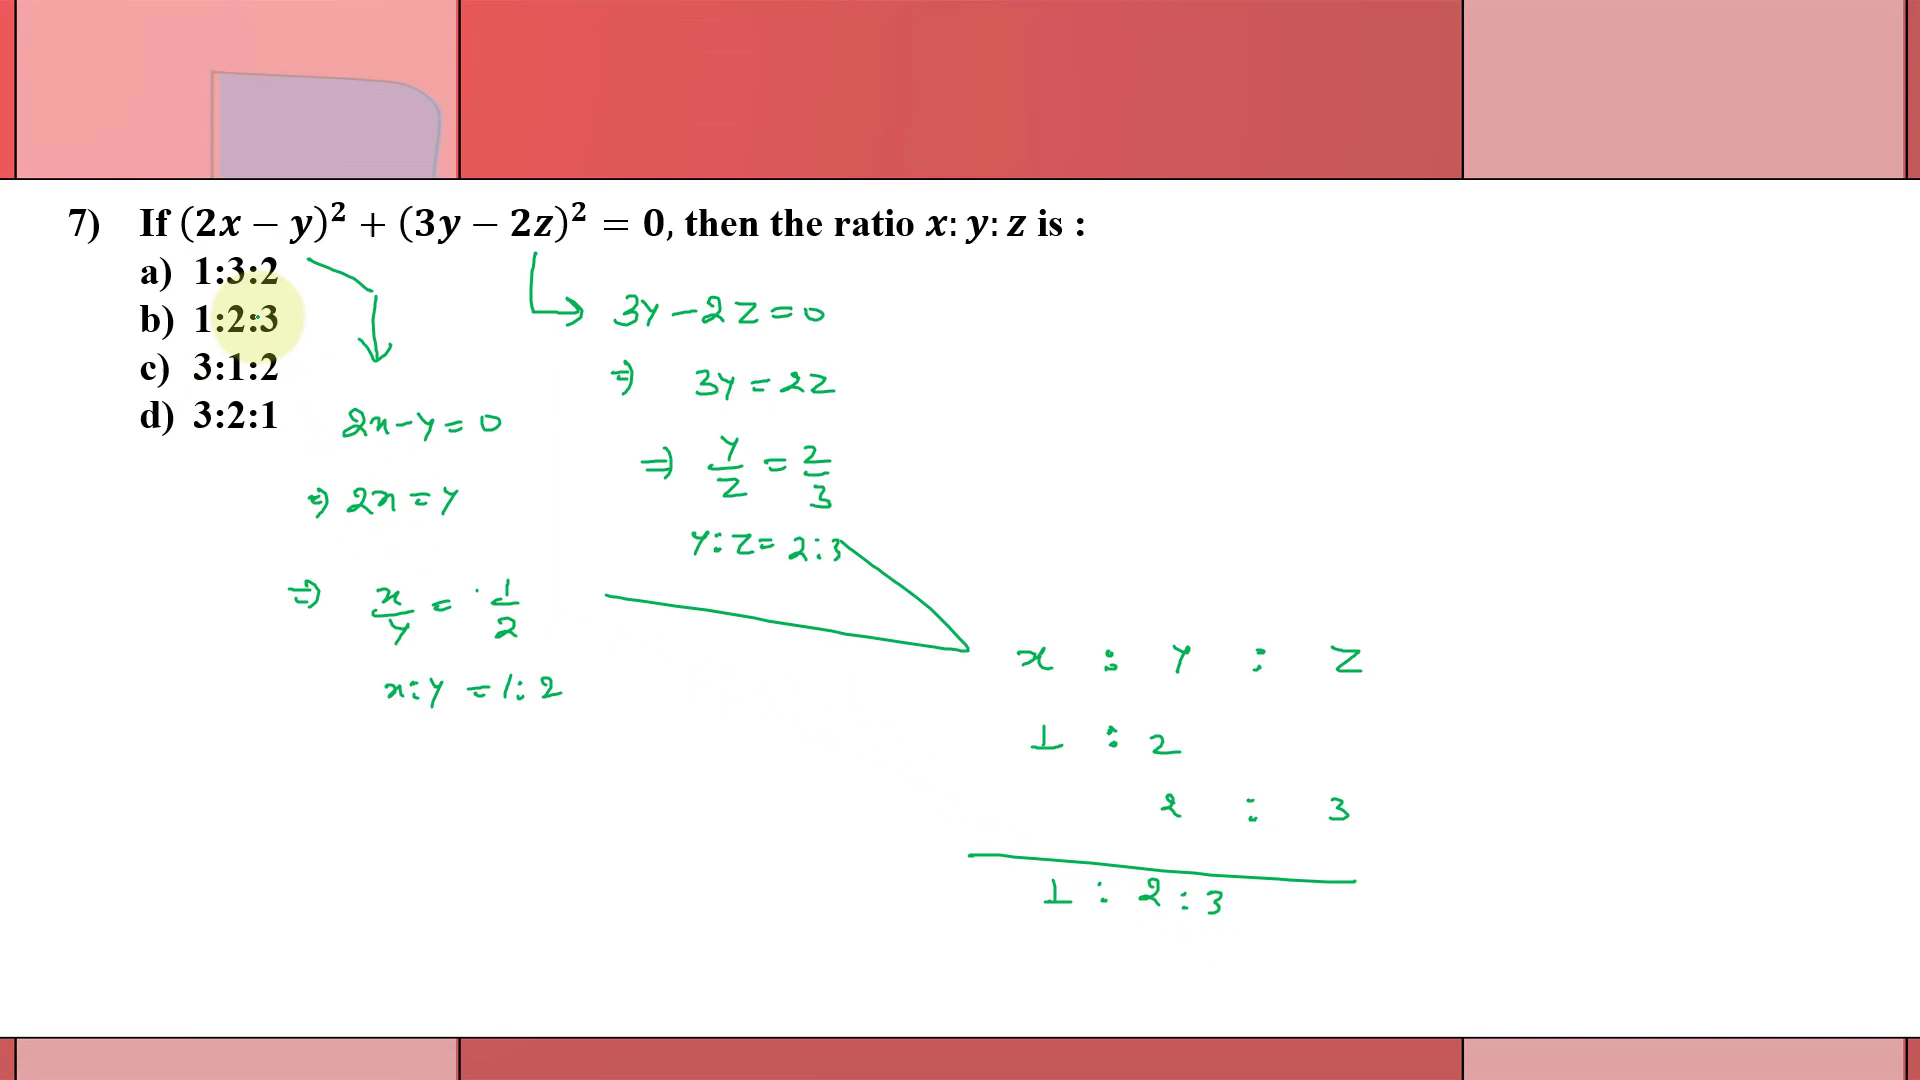 7) If (2x − y)² + (3y − 2z)² = 0, then the ratio x: y: z is :
a) 1:3:2
b) 1:2:3
c) 3:1:2
d) 3:2:1
2x-y=0
⇒ 2x=y
⇒ x/y = 1/2
x:y =1:2
3y-2z=0
⇒ 3y=2z
⇒ y/z = 2/3
y:z= 2:3
x : y : z
1 : 2
2 : 3
1 : 2 : 3